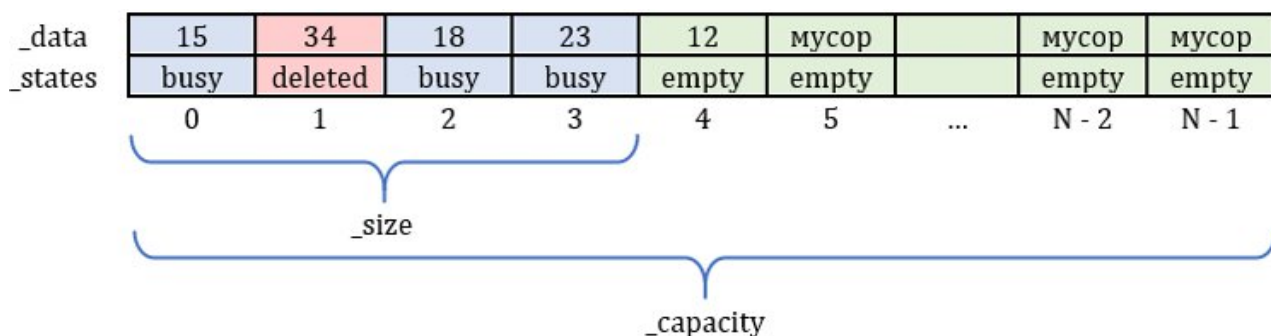 _data 15 34 18 23 12 мусор мусор мусор
_states busy deleted busy busy empty empty empty empty
0 1 2 3 4 5 ... N - 2 N - 1
_size
_capacity